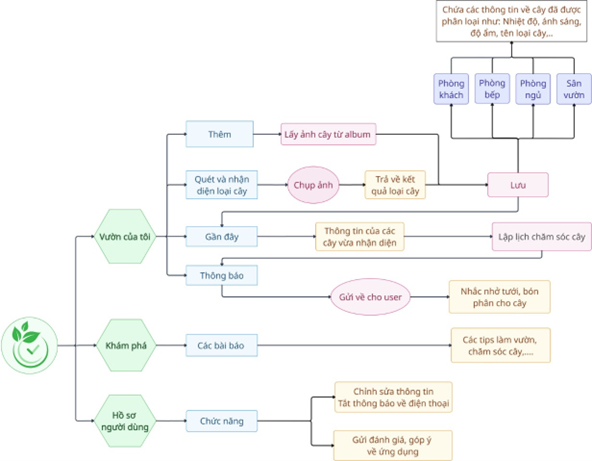 Chứa các thông tin về cây đã được
phân loại như: Nhiệt độ, ánh sáng,
độ ẩm, tên loại cây,..
Phòng
khách
Phòng
bếp
Phòng
ngủ
Sân
vườn
Thêm
Lấy ảnh cây từ album
Quét và nhận
diện loại cây
Chụp ảnh
Trả về kết
quả loại cây
Lưu
Vườn của tôi
Gần đây
Thông tin của các
cây vừa nhận diện
Lập lịch chăm sóc cây
Thông báo
Gửi về cho user
Nhắc nhở tưới, bón
phân cho cây
Khám phá
Các bài báo
Các tips làm vườn,
chăm sóc cây,....
Hồ sơ
người dùng
Chức năng
Chỉnh sửa thông tin
Tắt thông báo về điện thoại
Gửi đánh giá, góp ý
về ứng dụng